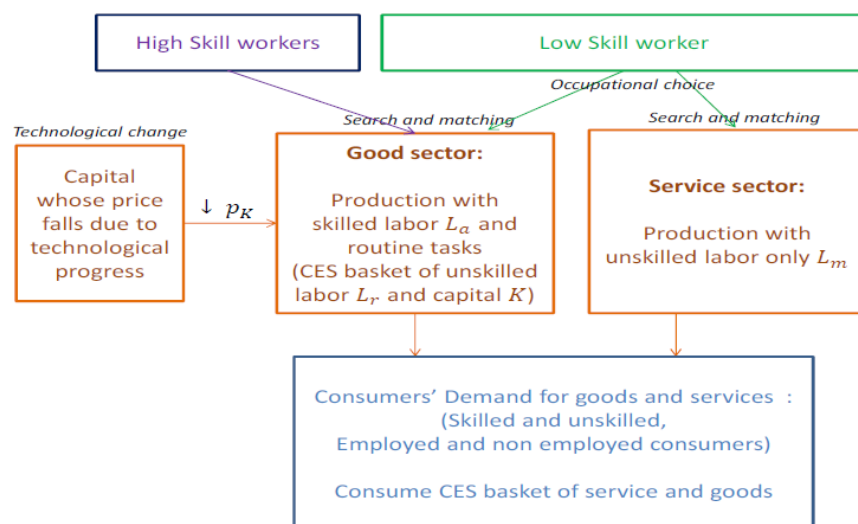 High Skill workers
Low Skill worker
Occupational choice
Technological change
Search and matching
Search and matching
Capital
whose price
falls due to
technological
progress
↓ p_K
Good sector:
Production with
skilled labor L_a and
routine tasks
(CES basket of unskilled
labor L_r and capital K)
Service sector:
Production with
unskilled labor only L_m
Consumers' Demand for goods and services :
(Skilled and unskilled,
Employed and non employed consumers)
Consume CES basket of service and goods